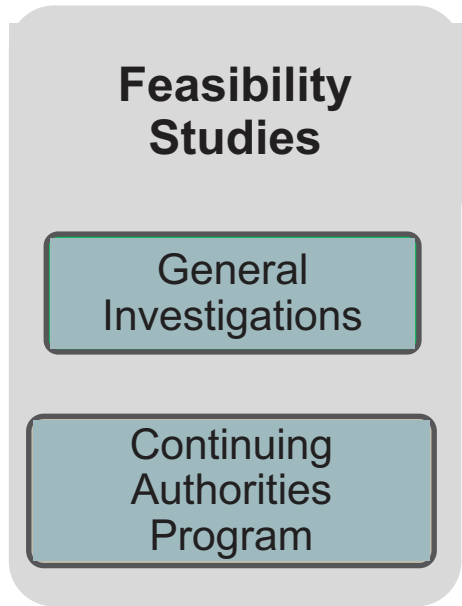 Feasibility
Studies
General
Investigations
Continuing
Authorities
Program